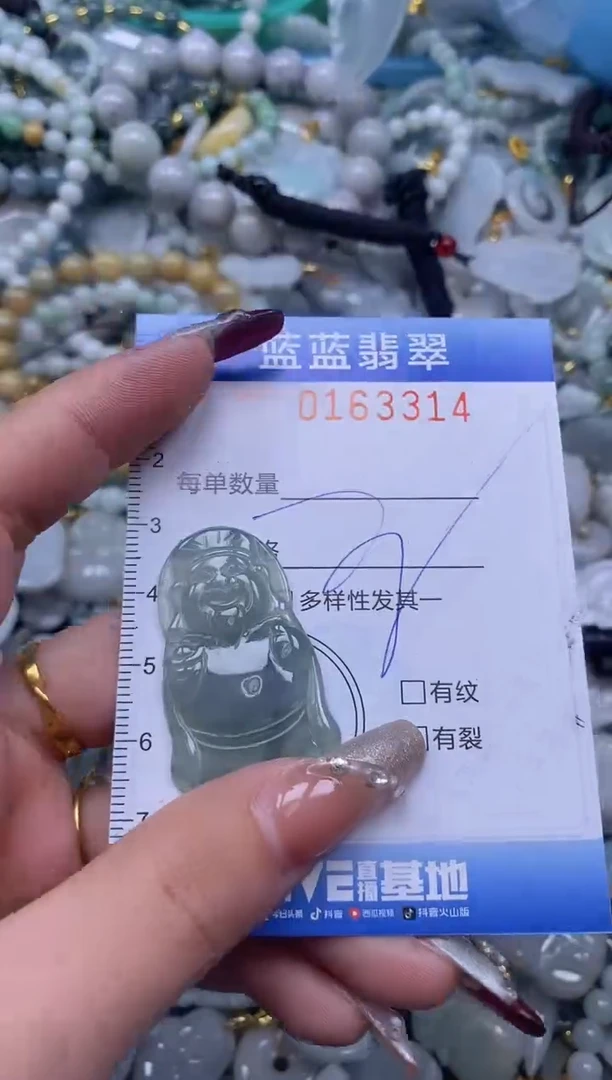 蓝蓝翡翠
0163314
2
每单数量
3
4
多样性发其一
5
□有纹
6
有裂
7
VE直播基地
今日头条 抖音 西瓜视频 抖音火山版